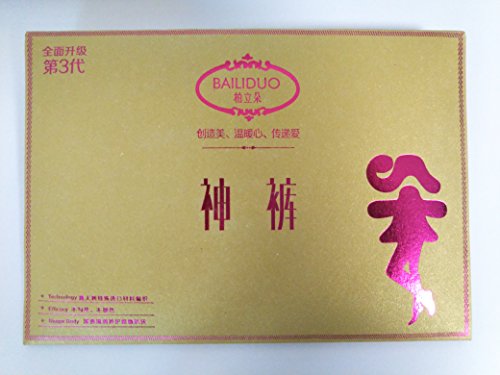 全面升级
第3代
BAILIDUO
柏立朵
创造美、温暖心、传递爱
神裤
Technology
Efficacy
Shape Body